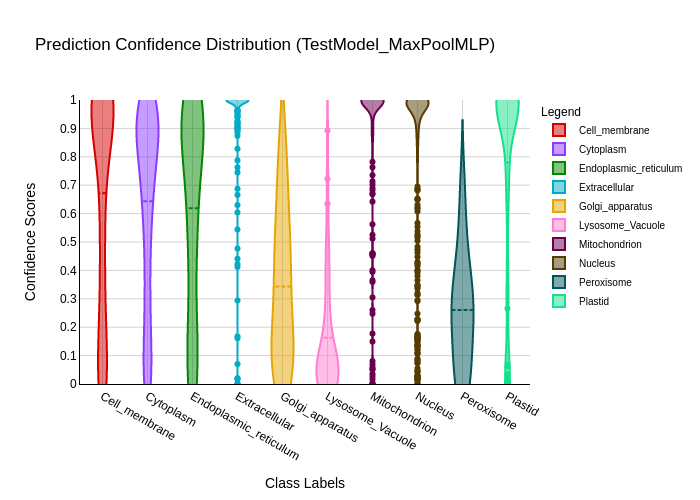 Prediction Confidence Distribution (TestModel_MaxPoolMLP)
Legend
Cell_membrane
Cytoplasm
Endoplasmic_reticulum
Extracellular
Golgi_apparatus
Lysosome_Vacuole
Mitochondrion
Nucleus
Peroxisome
Plastid
Confidence Scores
1
0.9
0.8
0.7
0.6
0.5
0.4
0.3
0.2
0.1
0
Cell_membrane
Cytoplasm
Endoplasmic_reticulum
Extracellular
Golgi_apparatus
Lysosome_Vacuole
Mitochondrion
Nucleus
Peroxisome
Plastid
Class Labels